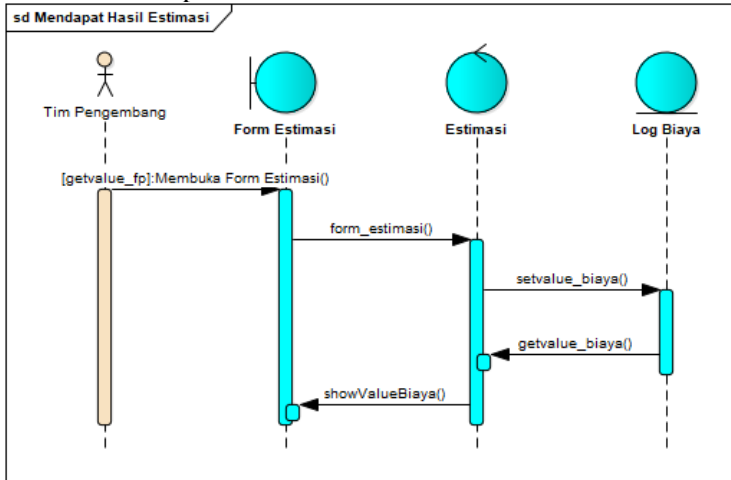 sd Mendapat Hasil Estimasi
Tim Pengembang
Form Estimasi
Estimasi
Log Biaya
[getvalue_fp]:Membuka Form Estimasi()
form_estimasi()
setvalue_biaya()
getvalue_biaya()
showValueBiaya()